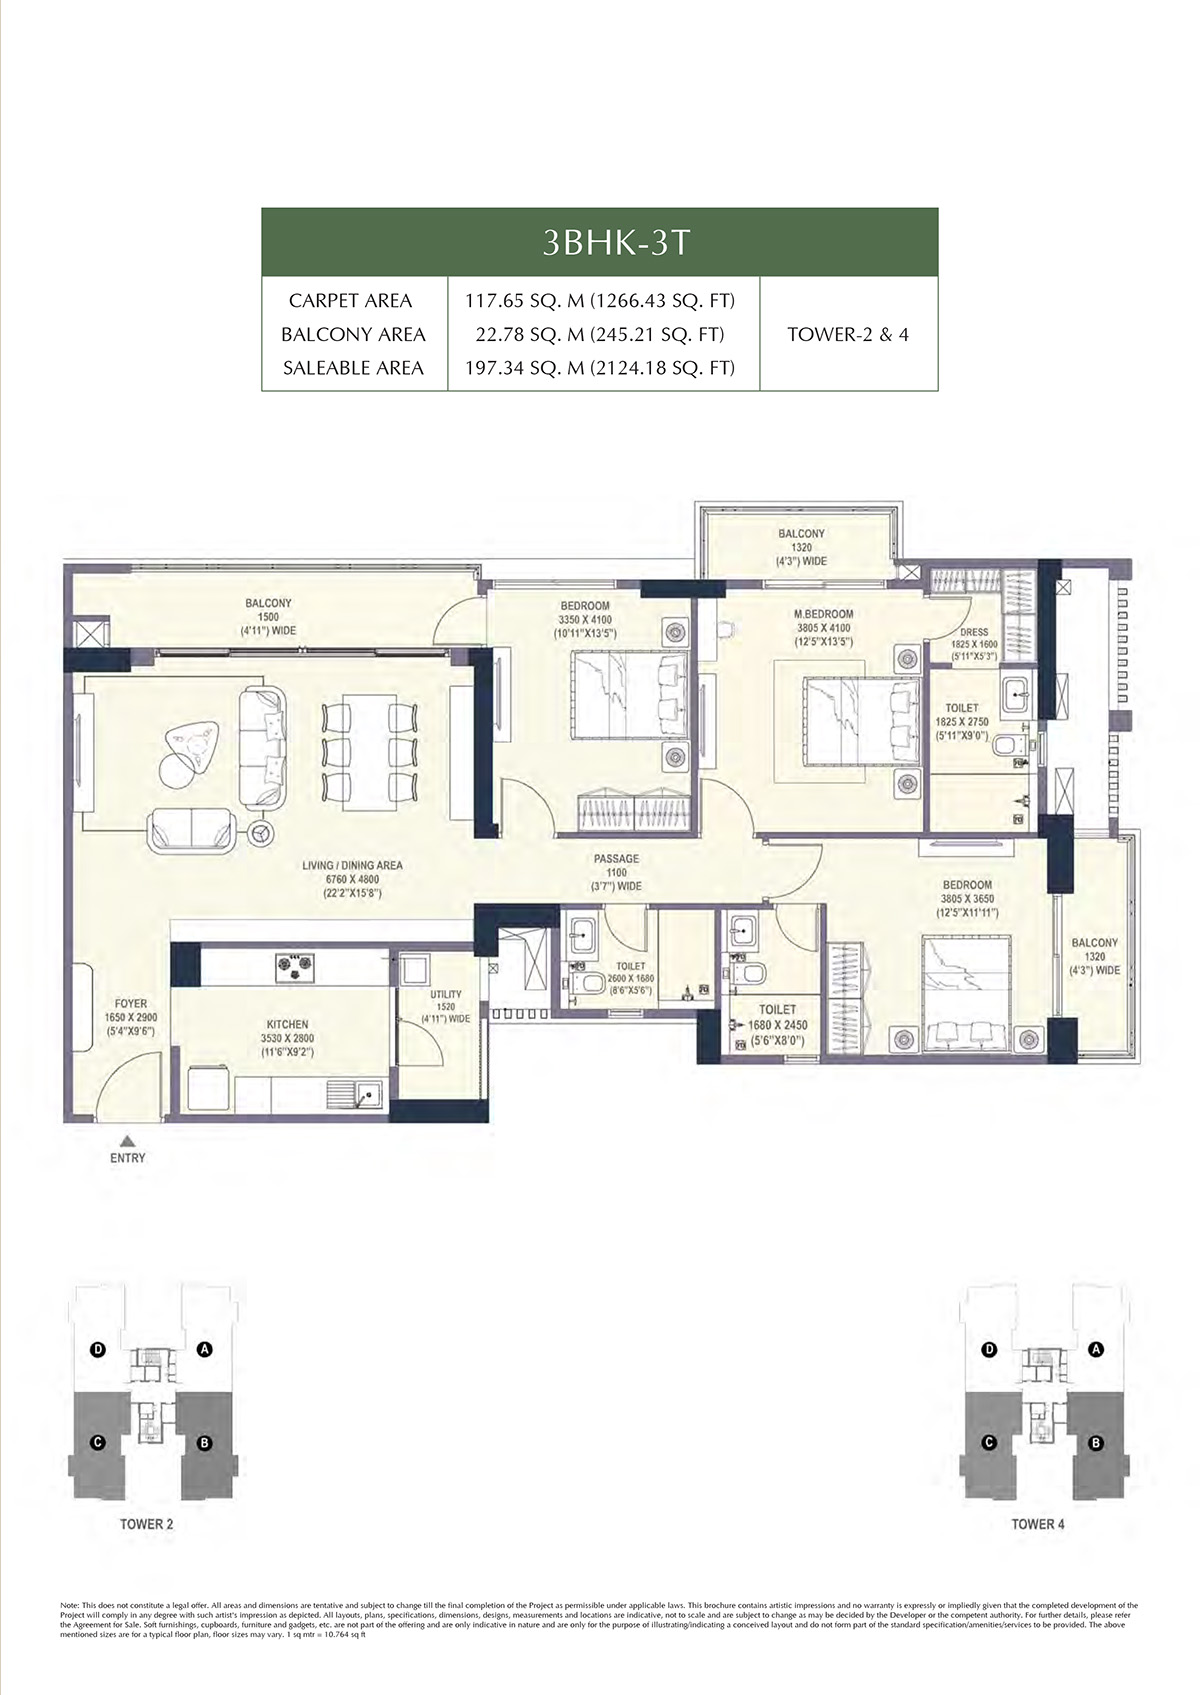 3BHK-3T
CARPET AREA
117.65 SQ. M (1266.43 SQ. FT)
BALCONY AREA
22.78 SQ. M (245.21 SQ. FT)
TOWER-2 & 4
SALEABLE AREA
197.34 SQ. M (2124.18 SQ. FT)
BALCONY
1320
(4'3") WIDE
BALCONY
1500
(4'11") WIDE
BEDROOM
3350 X 4100
(10'11"X13'5")
M.BEDROOM
3805 X 4100
(12'5"X13'5")
DRESS
1825 X 1600
(5'11"X5'3")
TOILET
1825 X 2750
(5'11"X9'0")
LIVING / DINING AREA
6760 X 4800
(22'2"X15'8")
PASSAGE
1100
(3'7") WIDE
BEDROOM
3805 X 3650
(12'5"X11'11")
BALCONY
1320
(4'3") WIDE
FOYER
1650 X 2900
(5'4"X9'6")
KITCHEN
3530 X 2800
(11'6"X9'2")
UTILITY
1520
(4'11") WIDE
TOILET
2600 X 1680
(8'6"X5'6")
TOILET
1680 X 2450
(5'6"X8'0")
ENTRY
D
A
C
B
TOWER 2
D
A
C
B
TOWER 4
Note: This does not constitute a legal offer. All areas and dimensions are tentative and subject to change till the final completion of the Project as permissible under applicable laws. This brochure contains artistic impressions and no warranty is expressly or impliedly given that the completed development of the
Project will comply in any degree with such artist's impression as depicted. All layouts, plans, specifications, dimensions, designs, measurements and locations are indicative, not to scale and are subject to change as may be decided by the Developer or the competent authority. For further details, please refer
the Agreement for Sale. Soft furnishings, cupboards, furniture and gadgets, etc. are not part of the offering and are only indicative in nature and are only for the purpose of illustrating/indicating a conceived layout and do not form part of the standard specification/amenities/services to be provided. The above
mentioned sizes are for a typical floor plan, floor sizes may vary. 1 sq mtr = 10.764 sq ft